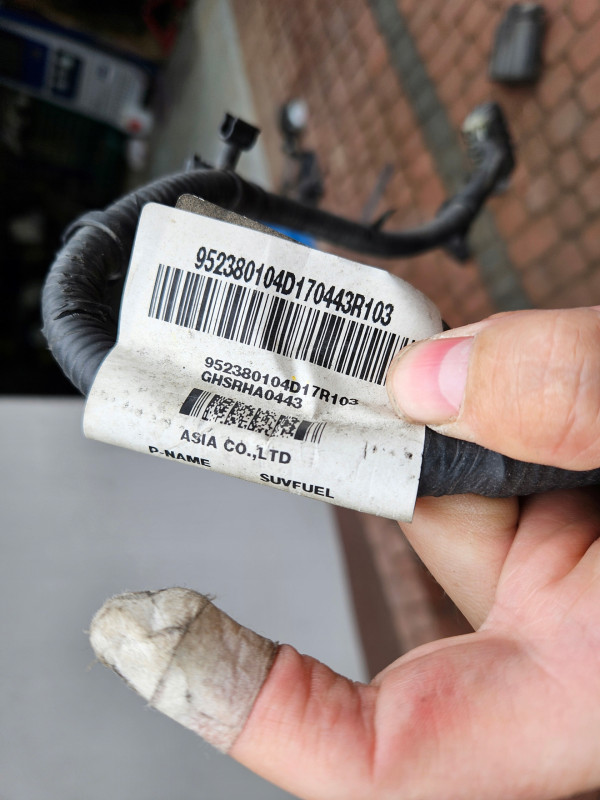 952380104D170443R103
952380104D17R103
GHSRHA0443
ASIA CO.,LTD
P-NAME
SUVFUEL